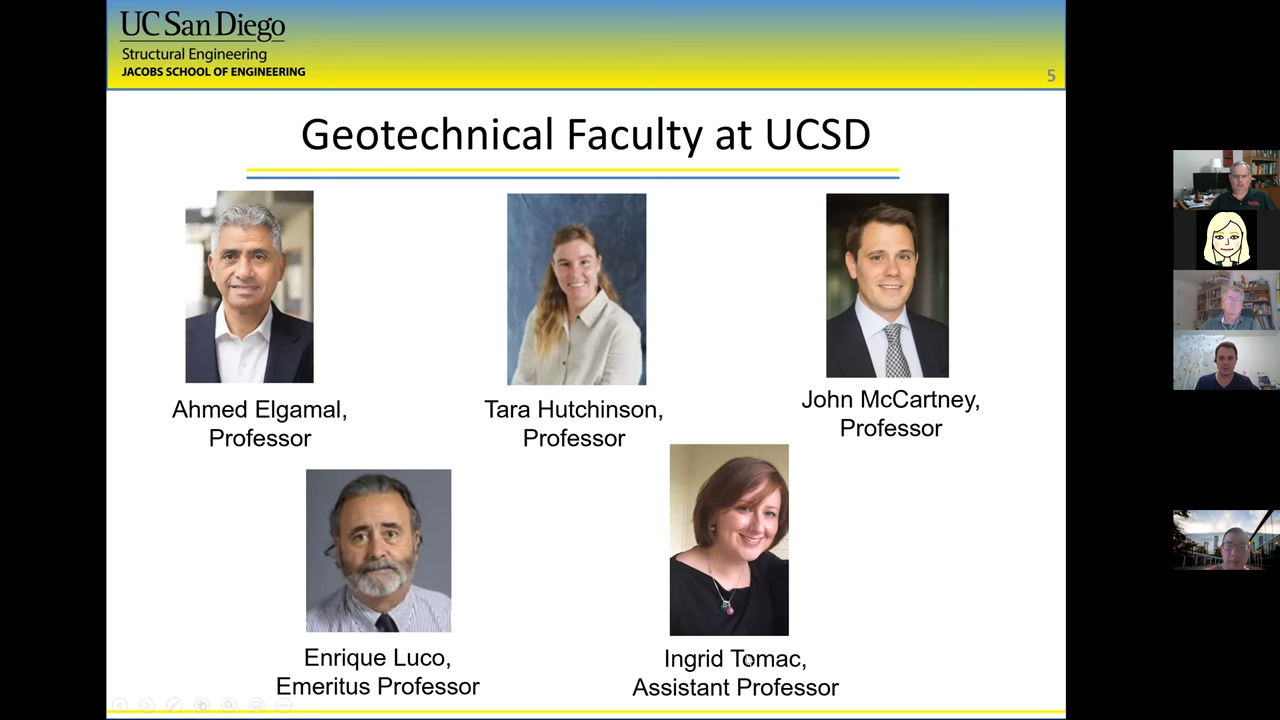 UC San Diego
Structural Engineering
JACOBS SCHOOL OF ENGINEERING
5
Geotechnical Faculty at UCSD
Ahmed Elgamal,
Professor
Tara Hutchinson,
Professor
John McCartney,
Professor
Enrique Luco,
Emeritus Professor
Ingrid Tomac,
Assistant Professor